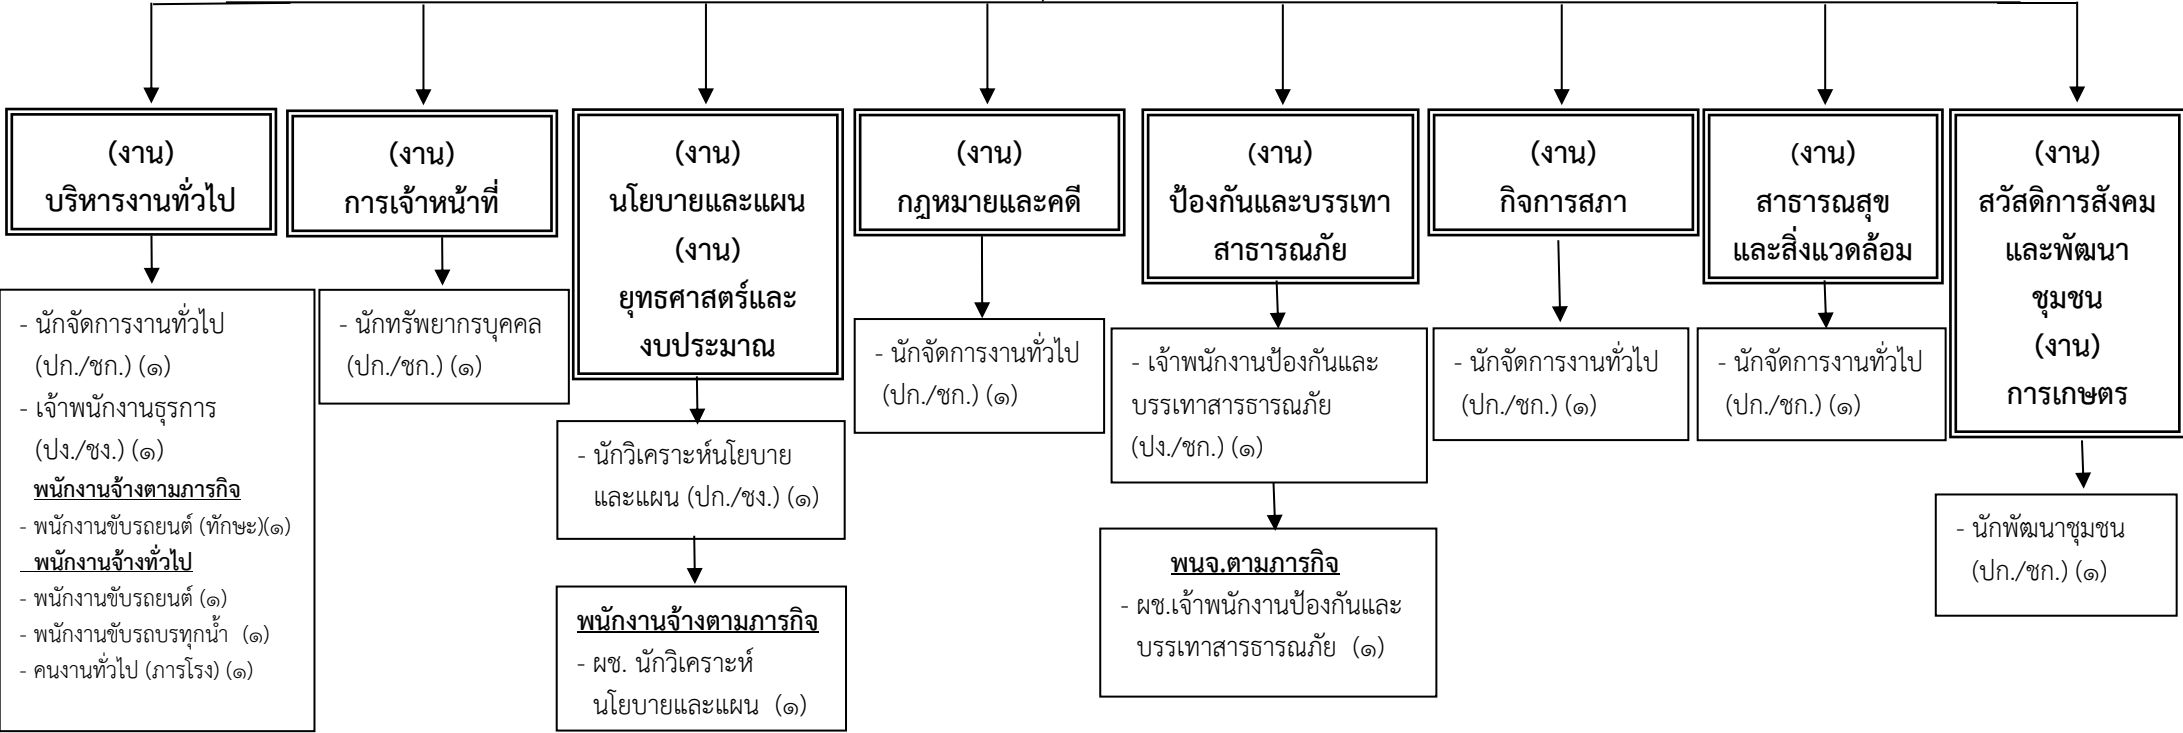 (งาน)
บริหารงานทั่วไป
- นักจัดการงานทั่วไป
(ปก./ชก.) (๑)
- เจ้าพนักงานธุรการ
(ปง./ชง.) (๑)
พนักงานจ้างตามภารกิจ
- พนักงานขับรถยนต์ (ทักษะ)(๑)
พนักงานจ้างทั่วไป
- พนักงานขับรถยนต์ (๑)
- พนักงานขับรถบรทุกน้ำ (๑)
- คนงานทั่วไป (ภารโรง) (๑)
(งาน)
การเจ้าหน้าที่
- นักทรัพยากรบุคคล
(ปก./ชก.) (๑)
(งาน)
นโยบายและแผน
(งาน)
ยุทธศาสตร์และ
งบประมาณ
- นักวิเคราะห์นโยบาย
และแผน (ปก./ชง.) (๑)
พนักงานจ้างตามภารกิจ
- ผช. นักวิเคราะห์
นโยบายและแผน (๑)
(งาน)
กฎหมายและคดี
- นักจัดการงานทั่วไป
(ปก./ชก.) (๑)
(งาน)
ป้องกันและบรรเทา
สาธารณภัย
- เจ้าพนักงานป้องกันและ
บรรเทาสารธารณภัย
(ปง./ชก.) (๑)
พนจ.ตามภารกิจ
- ผช.เจ้าพนักงานป้องกันและ
บรรเทาสารธารณภัย (๑)
(งาน)
กิจการสภา
- นักจัดการงานทั่วไป
(ปก./ชก.) (๑)
(งาน)
สาธารณสุข
และสิ่งแวดล้อม
- นักจัดการงานทั่วไป
(ปก./ชก.) (๑)
(งาน)
สวัสดิการสังคม
และพัฒนา
ชุมชน
(งาน)
การเกษตร
- นักพัฒนาชุมชน
(ปก./ชก.) (๑)